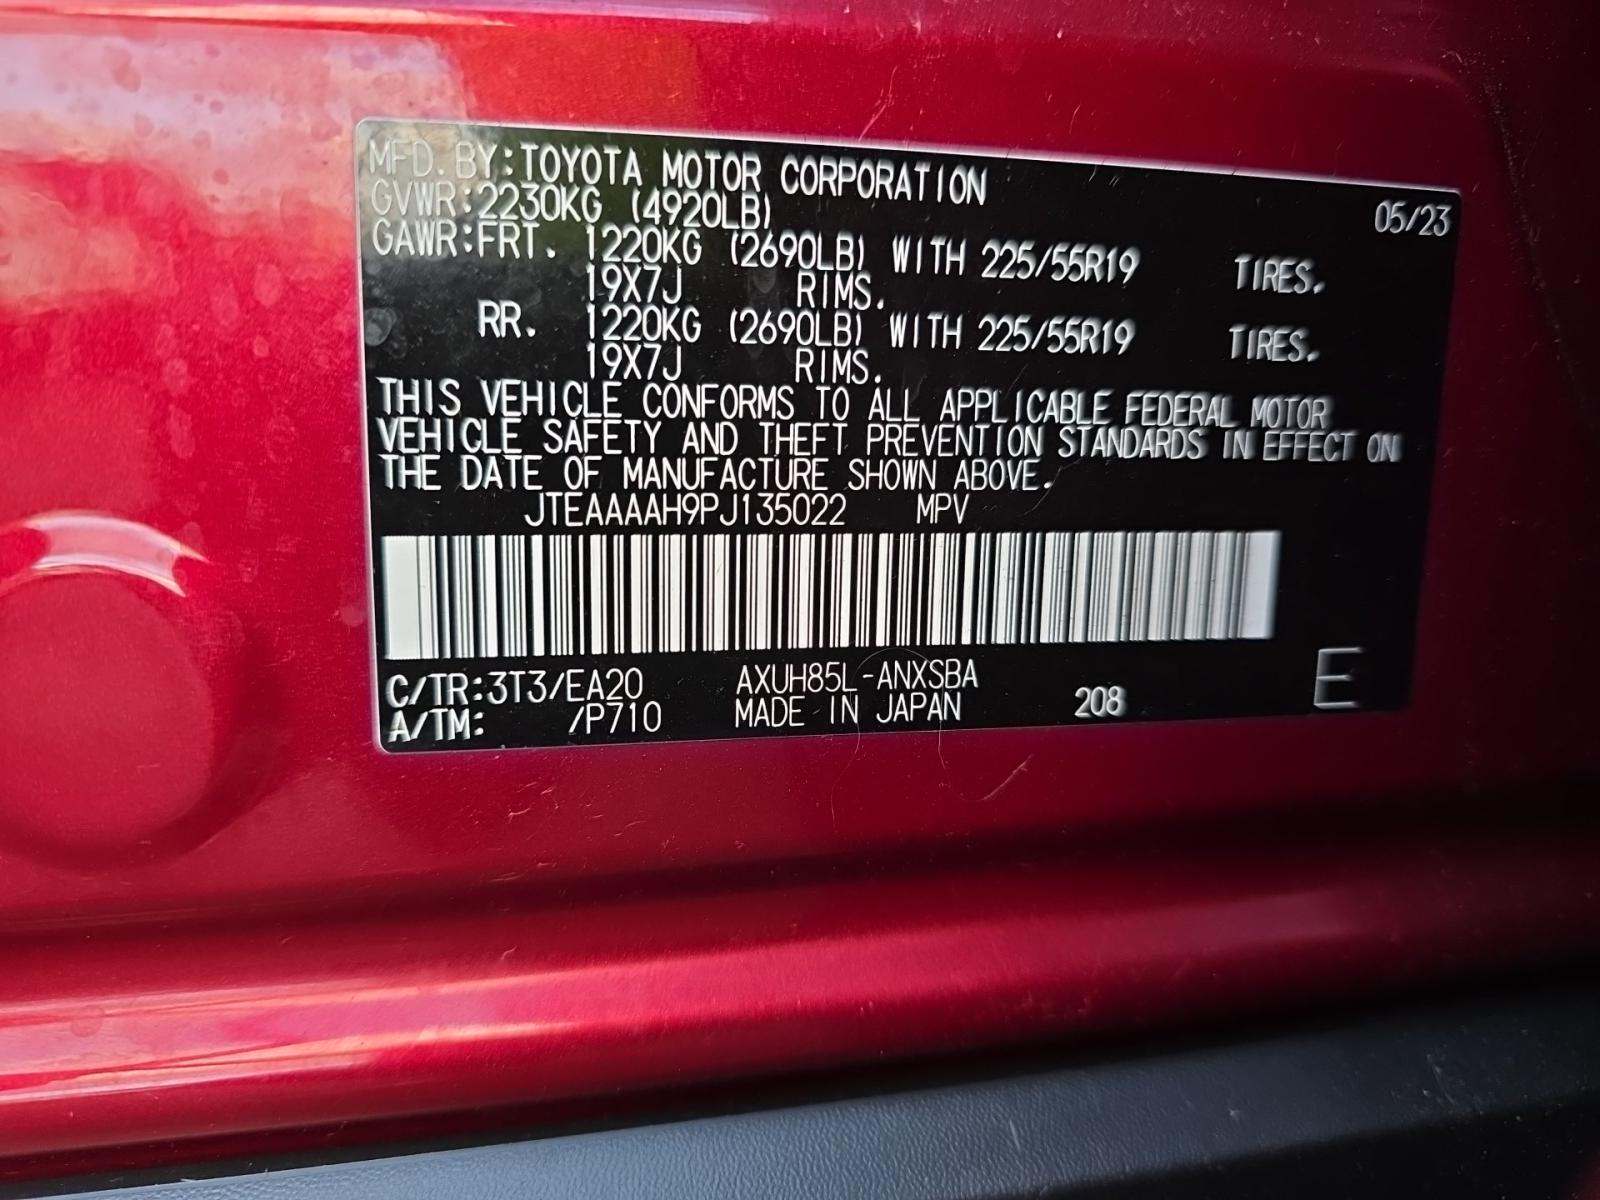 MFD. BY:TOYOTA MOTOR CORPORATION 05/23
GVWR:2230KG (4920LB)
GAWR:FRT. 1220KG (2690LB) WITH 225/55R19 TIRES.
19X7J RIMS.
RR. 1220KG (2690LB) WITH 225/55R19 TIRES.
19X7J RIMS.
THIS VEHICLE CONFORMS TO ALL APPLICABLE FEDERAL MOTOR
VEHICLE SAFETY AND THEFT PREVENTION STANDARDS IN EFFECT ON
THE DATE OF MANUFACTURE SHOWN ABOVE.
JTEAAAAH9PJ135022 MPV
C/TR:3T3/EA20 AXUH85L-ANXSBA
A/TM: /P710 MADE IN JAPAN 208 E